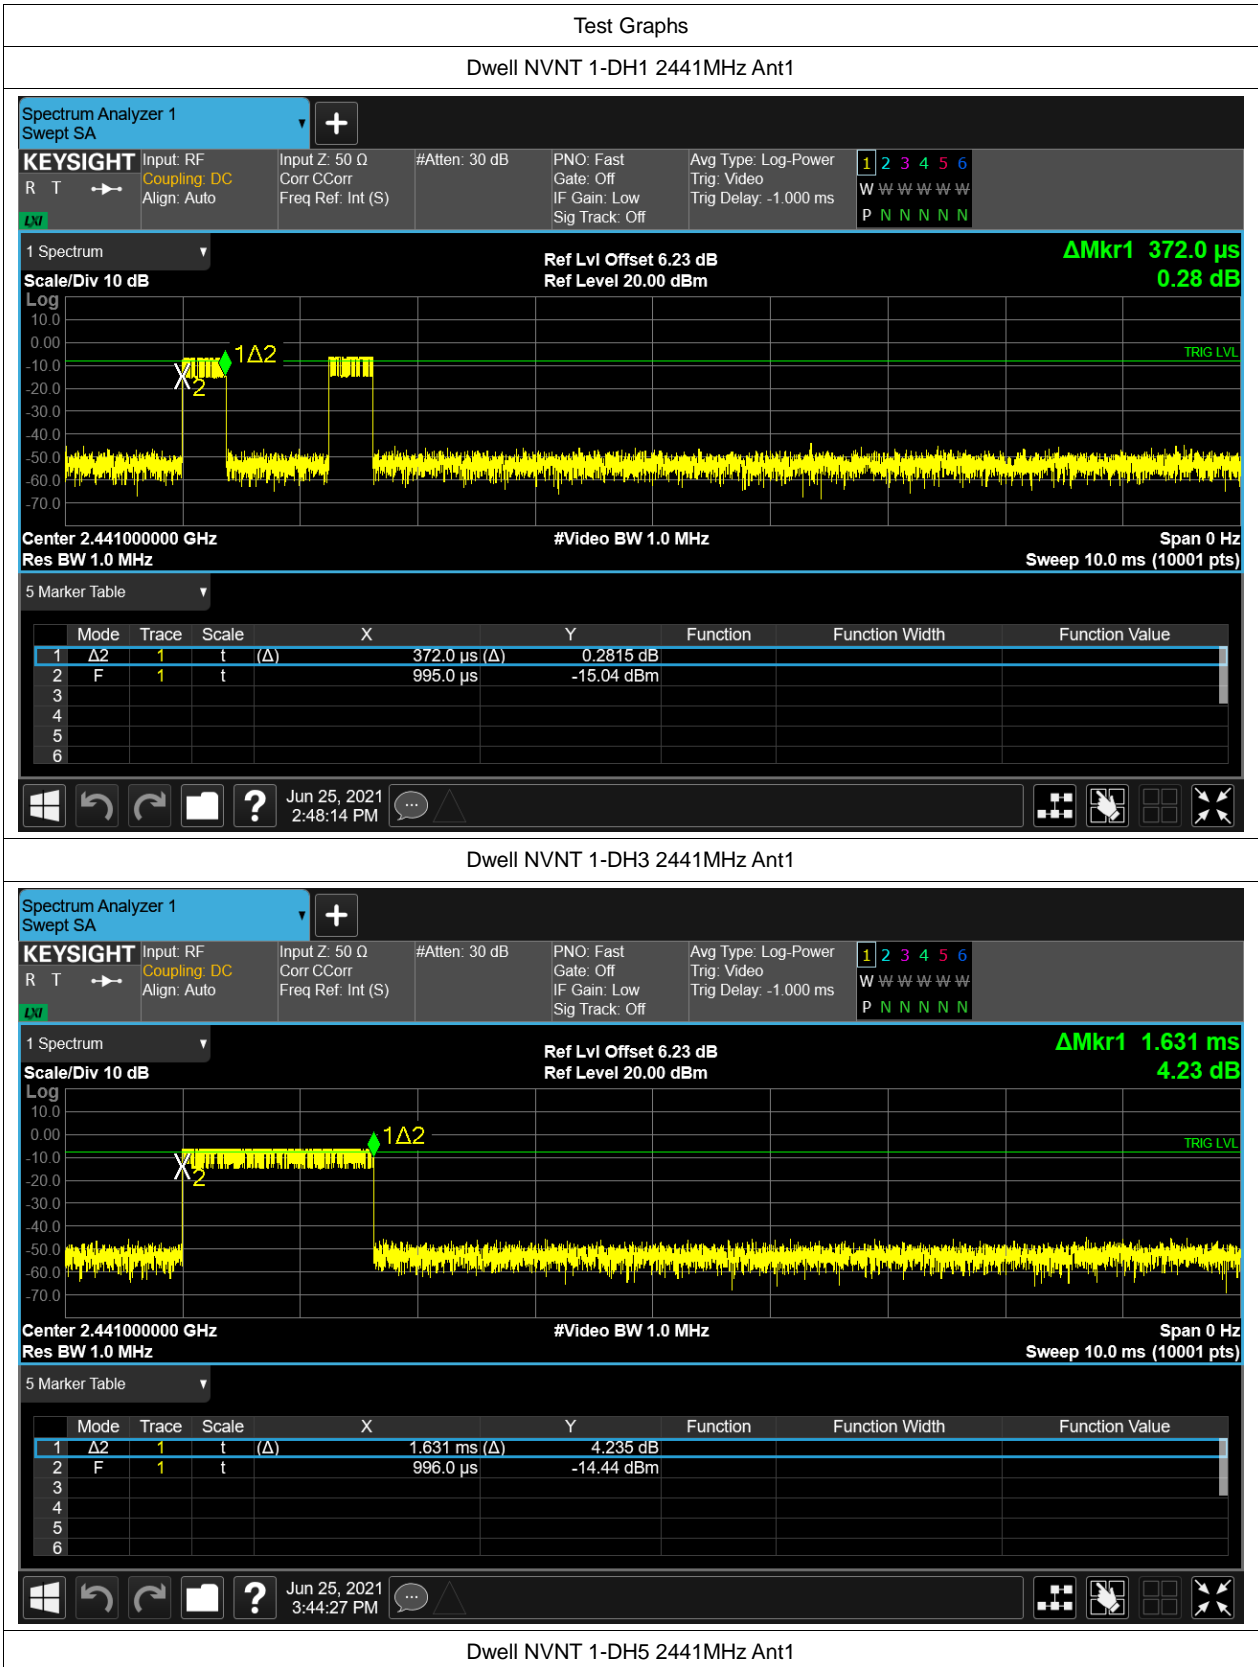 Test Graphs
Dwell NVNT 1-DH1 2441MHz Ant1
Spectrum Analyzer 1
Swept SA
KEYSIGHT Input: RF Input Z: 50 Ω #Atten: 30 dB PNO: Fast Avg Type: Log-Power 1 2 3 4 5 6
R T Coupling: DC Corr CCorr Gate: Off Trig: Video W W W W W W
Align: Auto Freq Ref: Int (S) IF Gain: Low Trig Delay: -1.000 ms
LXI Sig Track: Off P N N N N N
1 Spectrum Ref Lvl Offset 6.23 dB ΔMkr1 372.0 µs
Scale/Div 10 dB Ref Level 20.00 dBm 0.28 dB
Log
10.0
0.00
-10.0
-20.0
-30.0
-40.0
-50.0
-60.0
-70.0
1Δ2
2
TRIG LVL
Center 2.441000000 GHz #Video BW 1.0 MHz Span 0 Hz
Res BW 1.0 MHz Sweep 10.0 ms (10001 pts)
5 Marker Table
Mode Trace Scale X Y Function Function Width Function Value
1 Δ2 1 t (Δ) 372.0 µs (Δ) 0.2815 dB
2 F 1 t 995.0 µs -15.04 dBm
3
4
5
6
? Jun 25, 2021
2:48:14 PM
Dwell NVNT 1-DH3 2441MHz Ant1
Spectrum Analyzer 1
Swept SA
KEYSIGHT Input: RF Input Z: 50 Ω #Atten: 30 dB PNO: Fast Avg Type: Log-Power 1 2 3 4 5 6
R T Coupling: DC Corr CCorr Gate: Off Trig: Video W W W W W W
Align: Auto Freq Ref: Int (S) IF Gain: Low Trig Delay: -1.000 ms
LXI Sig Track: Off P N N N N N
1 Spectrum Ref Lvl Offset 6.23 dB ΔMkr1 1.631 ms
Scale/Div 10 dB Ref Level 20.00 dBm 4.23 dB
Log
10.0
0.00
-10.0
-20.0
-30.0
-40.0
-50.0
-60.0
-70.0
1Δ2
2
TRIG LVL
Center 2.441000000 GHz #Video BW 1.0 MHz Span 0 Hz
Res BW 1.0 MHz Sweep 10.0 ms (10001 pts)
5 Marker Table
Mode Trace Scale X Y Function Function Width Function Value
1 Δ2 1 t (Δ) 1.631 ms (Δ) 4.235 dB
2 F 1 t 996.0 µs -14.44 dBm
3
4
5
6
? Jun 25, 2021
3:44:27 PM
Dwell NVNT 1-DH5 2441MHz Ant1